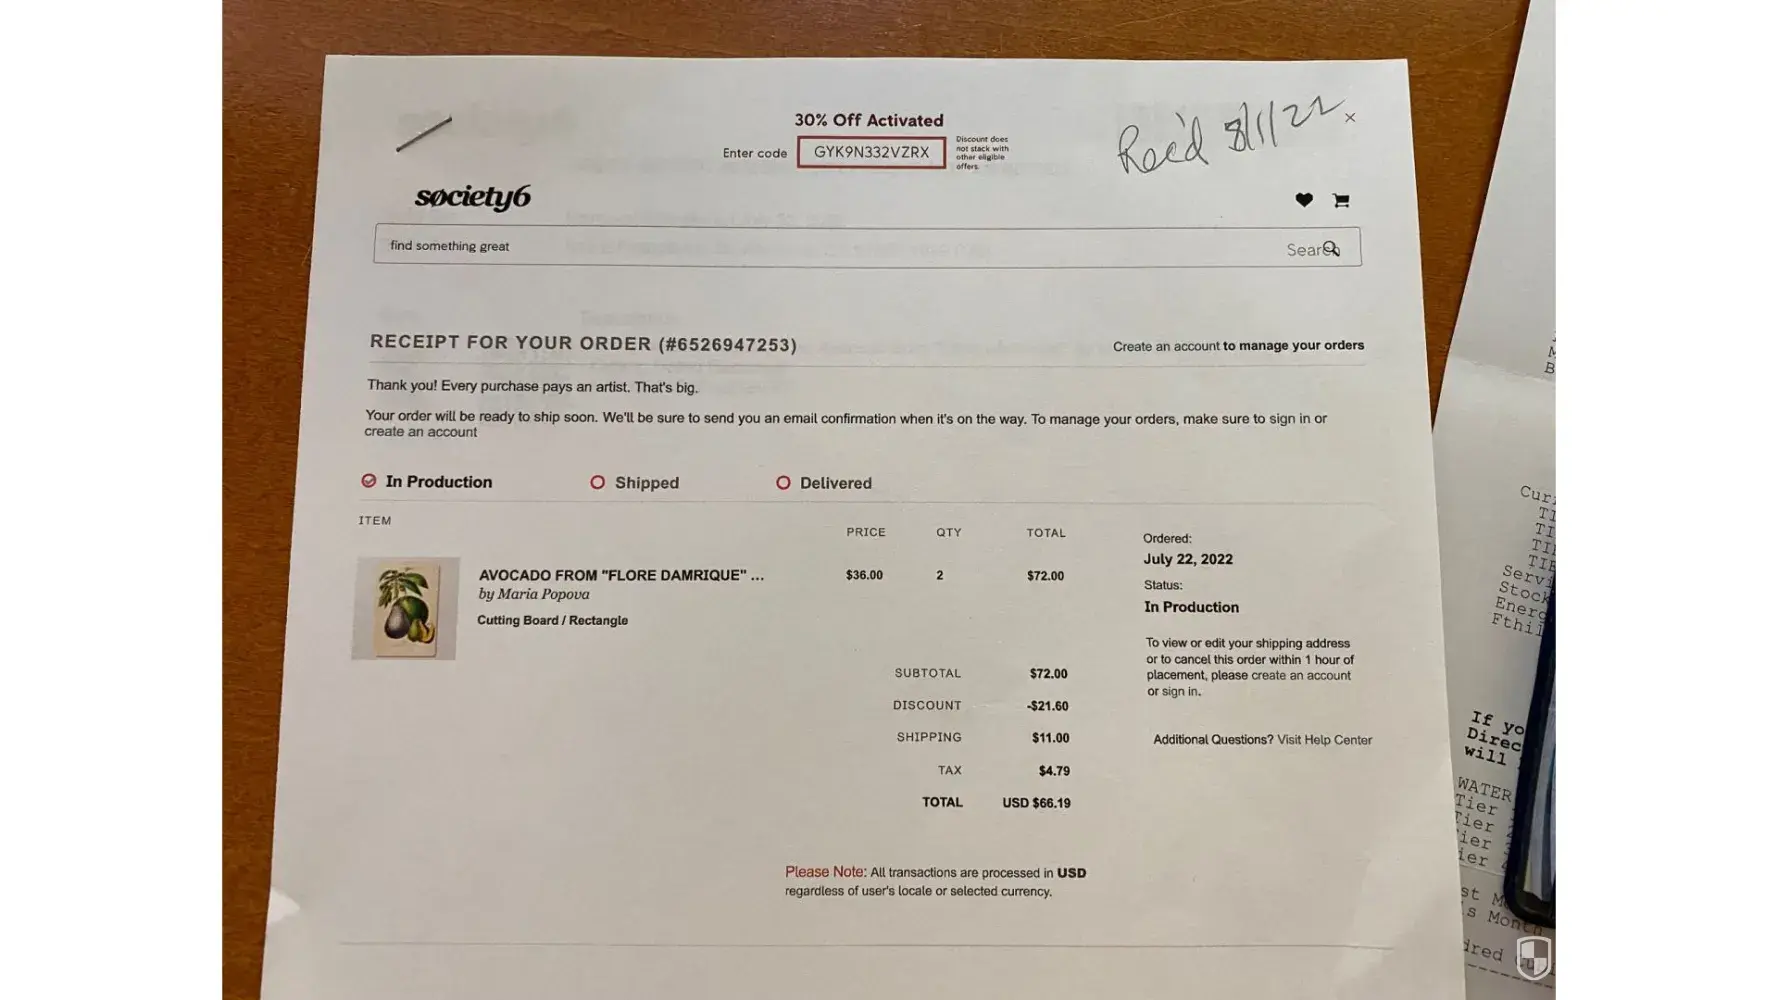 30% Off Activated
Enter code GYK9N332VZRX
Discount does
not stack with
other eligible
offers.
Rec'd 8/1/22 ×
society6
find something great Search
RECEIPT FOR YOUR ORDER (#6526947253)
Create an account to manage your orders
Thank you! Every purchase pays an artist. That's big.
Your order will be ready to ship soon. We'll be sure to send you an email confirmation when it's on the way. To manage your orders, make sure to sign in or
create an account
In Production Shipped Delivered
ITEM PRICE QTY TOTAL
AVOCADO FROM "FLORE DAMRIQUE" ... $36.00 2 $72.00
by Maria Popova
Cutting Board / Rectangle
SUBTOTAL $72.00
DISCOUNT -$21.60
SHIPPING $11.00
TAX $4.79
TOTAL USD $66.19
Ordered:
July 22, 2022
Status:
In Production
To view or edit your shipping address
or to cancel this order within 1 hour of
placement, please create an account
or sign in.
Additional Questions? Visit Help Center
Please Note: All transactions are processed in USD
regardless of user's locale or selected currency.
If yo
Direc
will
WATER
Tier
Tier
Tier